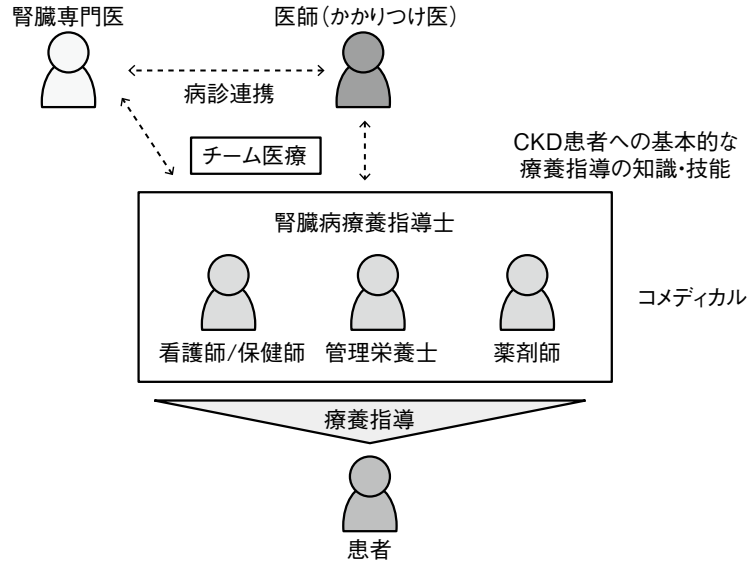 腎臓専門医
医師（かかりつけ医）
病診連携
チーム医療
CKD患者への基本的な
療養指導の知識・技能
腎臓病療養指導士
看護師/保健師
管理栄養士
薬剤師
コメディカル
療養指導
患者